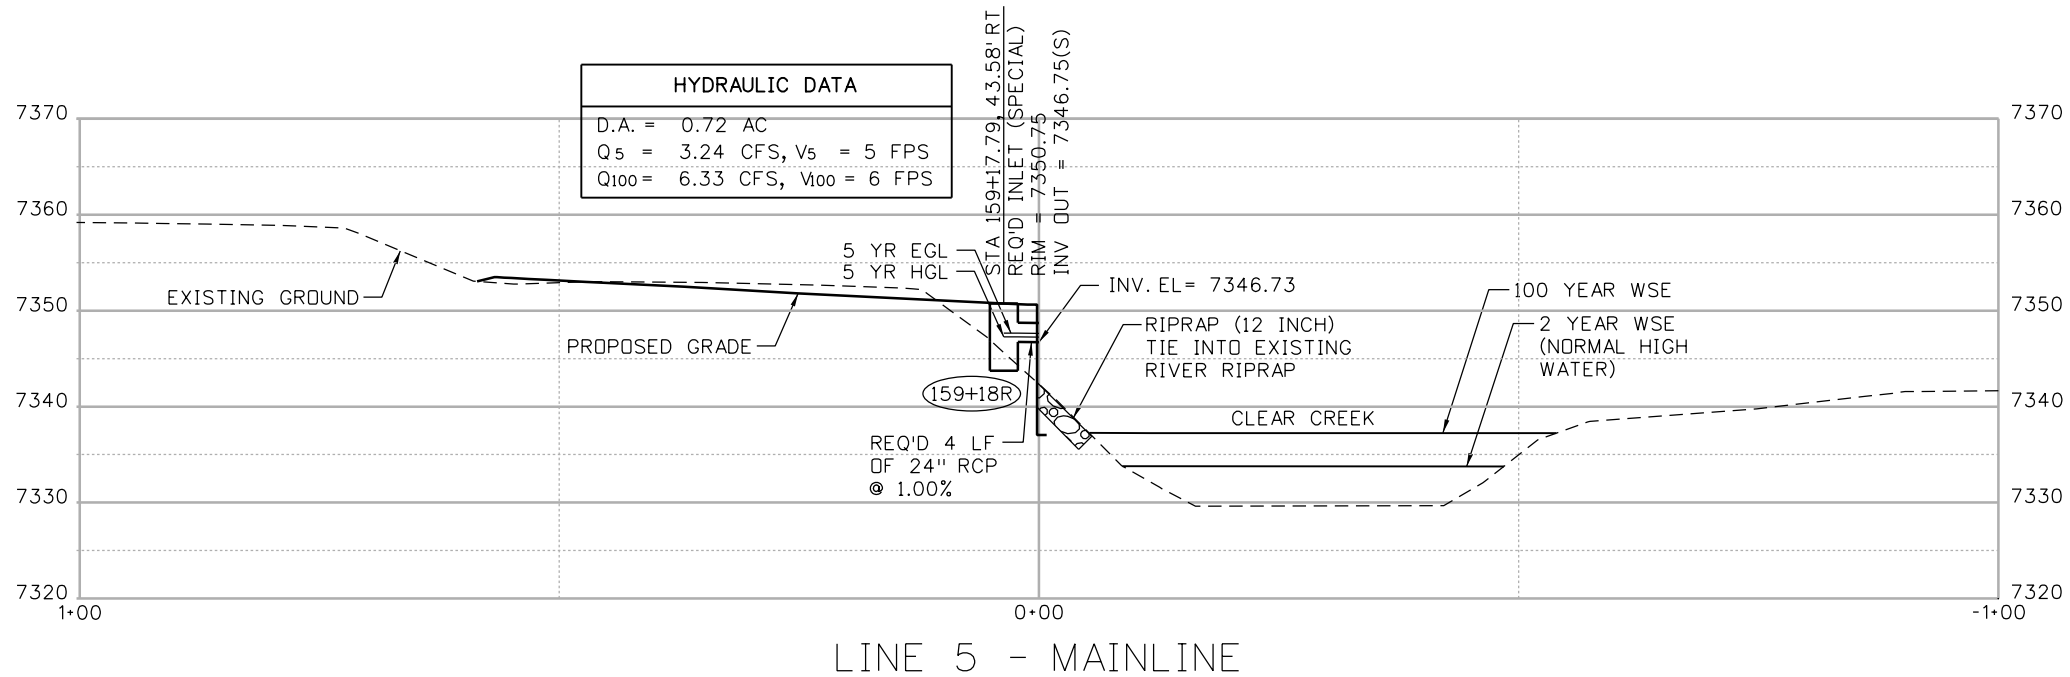 STA 159+17.79, 43.58' RT
REQ'D INLET (SPECIAL)
RIM = 7350.75
INV OUT = 7346.75(S)
HYDRAULIC DATA
D.A. = 0.72 AC
Q5 = 3.24 CFS, V5 = 5 FPS
Q100 = 6.33 CFS, V100 = 6 FPS
7370
7370
7360
7360
5 YR EGL
5 YR HGL
INV. EL= 7346.73
EXISTING GROUND
100 YEAR WSE
7350
7350
PROPOSED GRADE
RIPRAP (12 INCH)
TIE INTO EXISTING
RIVER RIPRAP
2 YEAR WSE
(NORMAL HIGH
WATER)
159+18R
7340
7340
CLEAR CREEK
REQ'D 4 LF
OF 24" RCP
@ 1.00%
7330
7330
7320
7320
1+00
0+00
-1+00
LINE 5 - MAINLINE